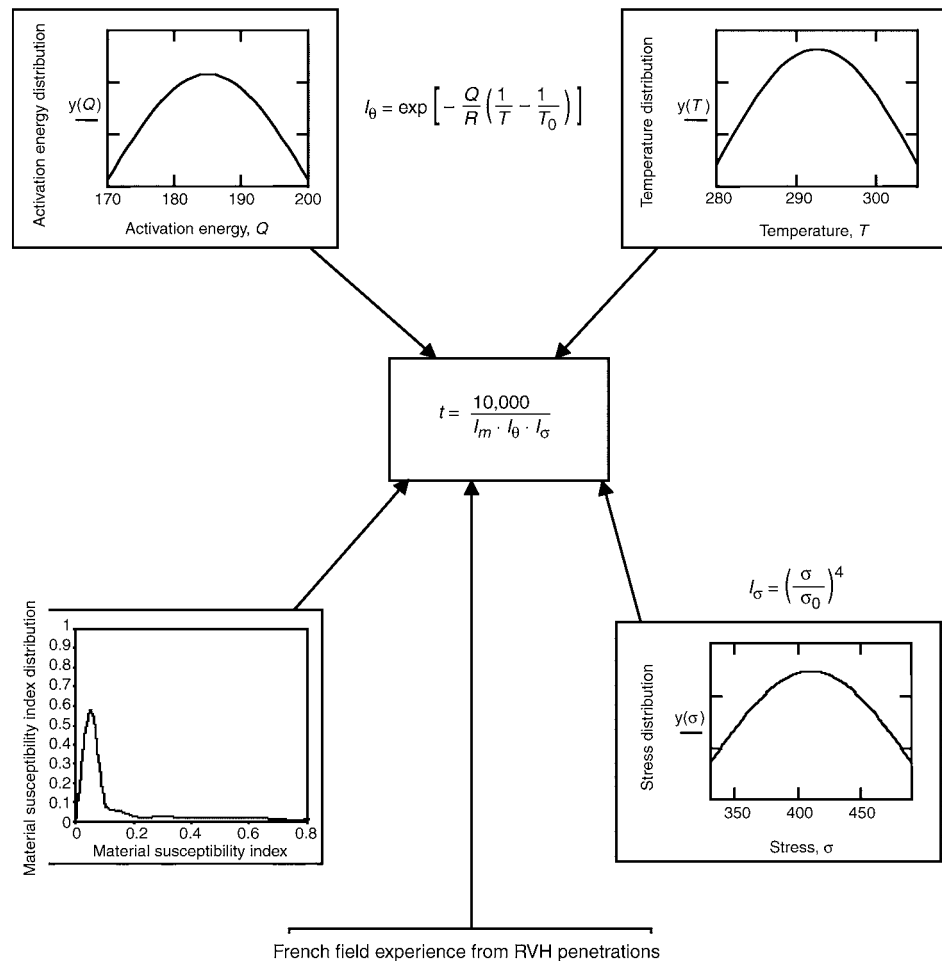 Activation energy distribution
y(Q)
170 180 190 200
Activation energy, Q
I_θ = exp [ - Q/R ( 1/T - 1/T_0 ) ]
Temperature distribution
y(T)
280 290 300
Temperature, T
t = 10,000 / I_m · I_θ · I_σ
Material susceptibility index distribution
1
0.9
0.8
0.7
0.6
0.5
0.4
0.3
0.2
0.1
0
0 0.2 0.4 0.6 0.8
Material susceptibility index
I_σ = ( σ/σ_0 )^4
Stress distribution
y(σ)
350 400 450
Stress, σ
French field experience from RVH penetrations